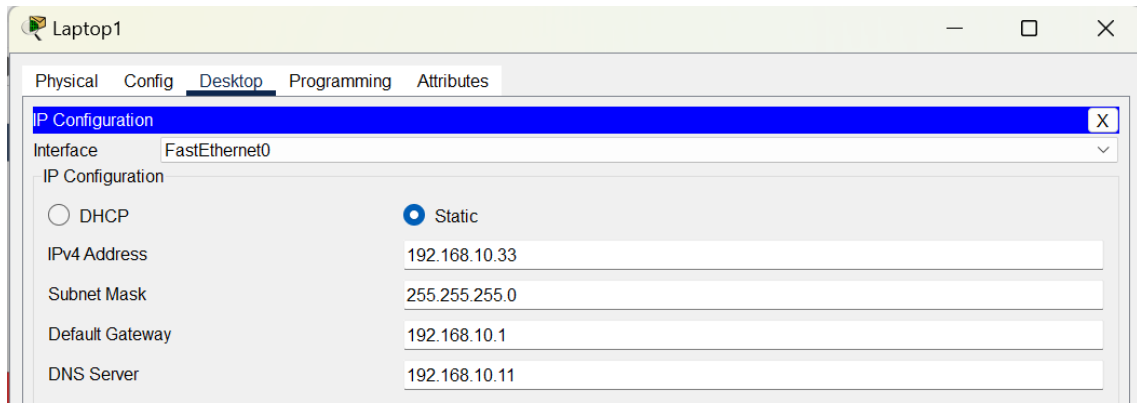 Laptop1
Physical Config Desktop Programming Attributes
IP Configuration X
Interface FastEthernet0
IP Configuration
DHCP Static
IPv4 Address 192.168.10.33
Subnet Mask 255.255.255.0
Default Gateway 192.168.10.1
DNS Server 192.168.10.11